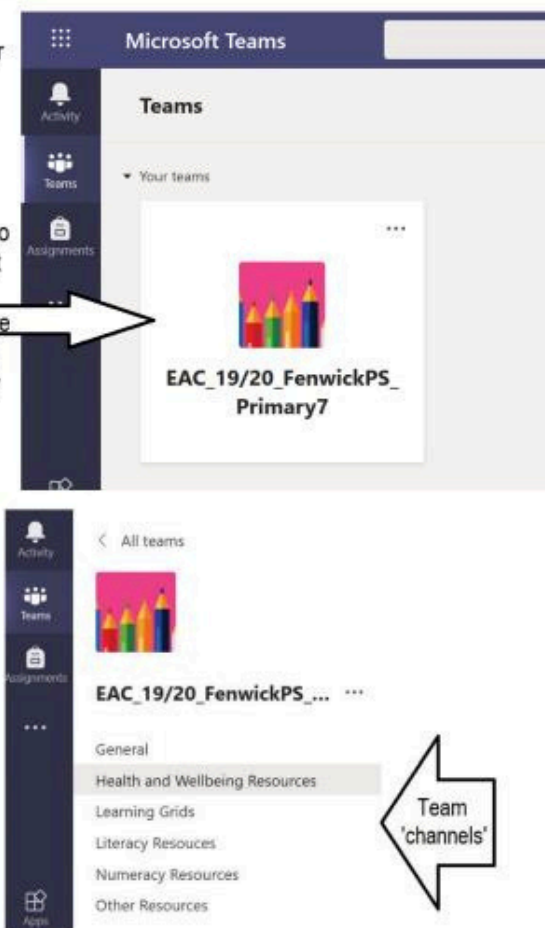 r
Microsoft Teams
Activity
Teams
Teams
Your teams
o
Assignments
...
...
e
EAC_19/20_FenwickPS_
Primary7
Activity
< All teams
Teams
Assignments
EAC_19/20_FenwickPS_... ...
...
General
Health and Wellbeing Resources
Learning Grids
Team
'channels'
Literacy Resouces
Numeracy Resources
Other Resources
Apps